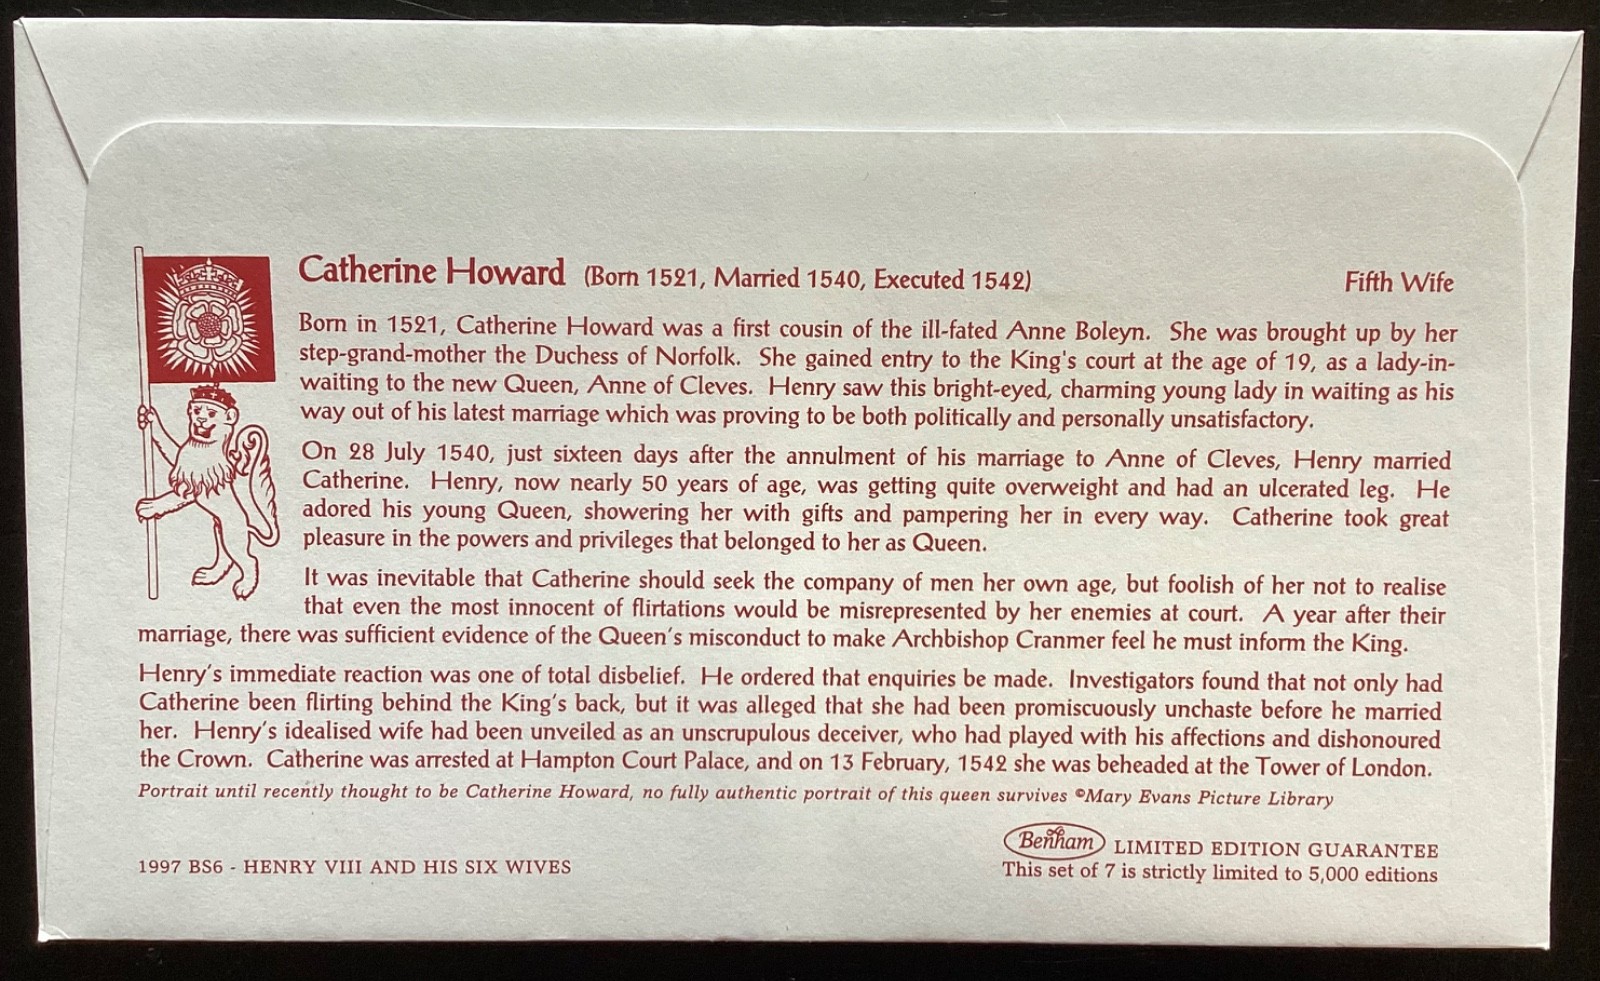 Catherine Howard (Born 1521, Married 1540, Executed 1542) Fifth Wife
Born in 1521, Catherine Howard was a first cousin of the ill-fated Anne Boleyn. She was brought up by her
step-grand-mother the Duchess of Norfolk. She gained entry to the King's court at the age of 19, as a lady-in-
waiting to the new Queen, Anne of Cleves. Henry saw this bright-eyed, charming young lady in waiting as his
way out of his latest marriage which was proving to be both politically and personally unsatisfactory.
On 28 July 1540, just sixteen days after the annulment of his marriage to Anne of Cleves, Henry married
Catherine. Henry, now nearly 50 years of age, was getting quite overweight and had an ulcerated leg. He
adored his young Queen, showering her with gifts and pampering her in every way. Catherine took great
pleasure in the powers and privileges that belonged to her as Queen.
It was inevitable that Catherine should seek the company of men her own age, but foolish of her not to realise
that even the most innocent of flirtations would be misrepresented by her enemies at court. A year after their
marriage, there was sufficient evidence of the Queen's misconduct to make Archbishop Cranmer feel he must inform the King.
Henry's immediate reaction was one of total disbelief. He ordered that enquiries be made. Investigators found that not only had
Catherine been flirting behind the King's back, but it was alleged that she had been promiscuously unchaste before he married
her. Henry's idealised wife had been unveiled as an unscrupulous deceiver, who had played with his affections and dishonoured
the Crown. Catherine was arrested at Hampton Court Palace, and on 13 February, 1542 she was beheaded at the Tower of London.
Portrait until recently thought to be Catherine Howard, no fully authentic portrait of this queen survives ©Mary Evans Picture Library
Benham LIMITED EDITION GUARANTEE
1997 BS6 - HENRY VIII AND HIS SIX WIVES
This set of 7 is strictly limited to 5,000 editions